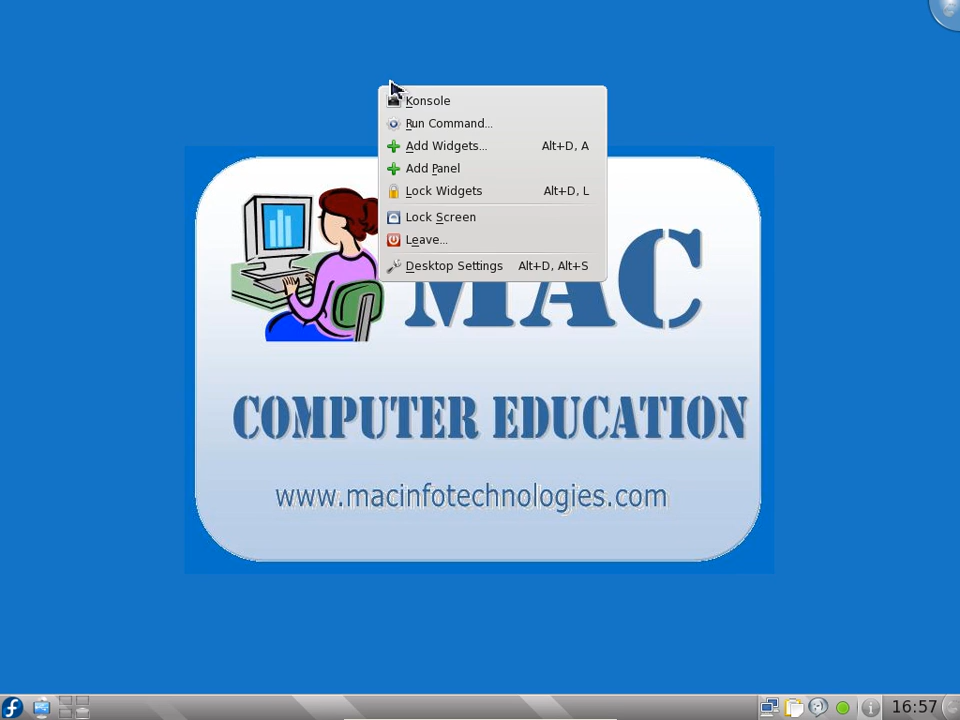 Konsole
Run Command...
Add Widgets... Alt+D, A
Add Panel
Lock Widgets Alt+D, L
Lock Screen
Leave...
Desktop Settings Alt+D, Alt+S
MAC
COMPUTER EDUCATION
www.macinfotechnologies.com
16:57